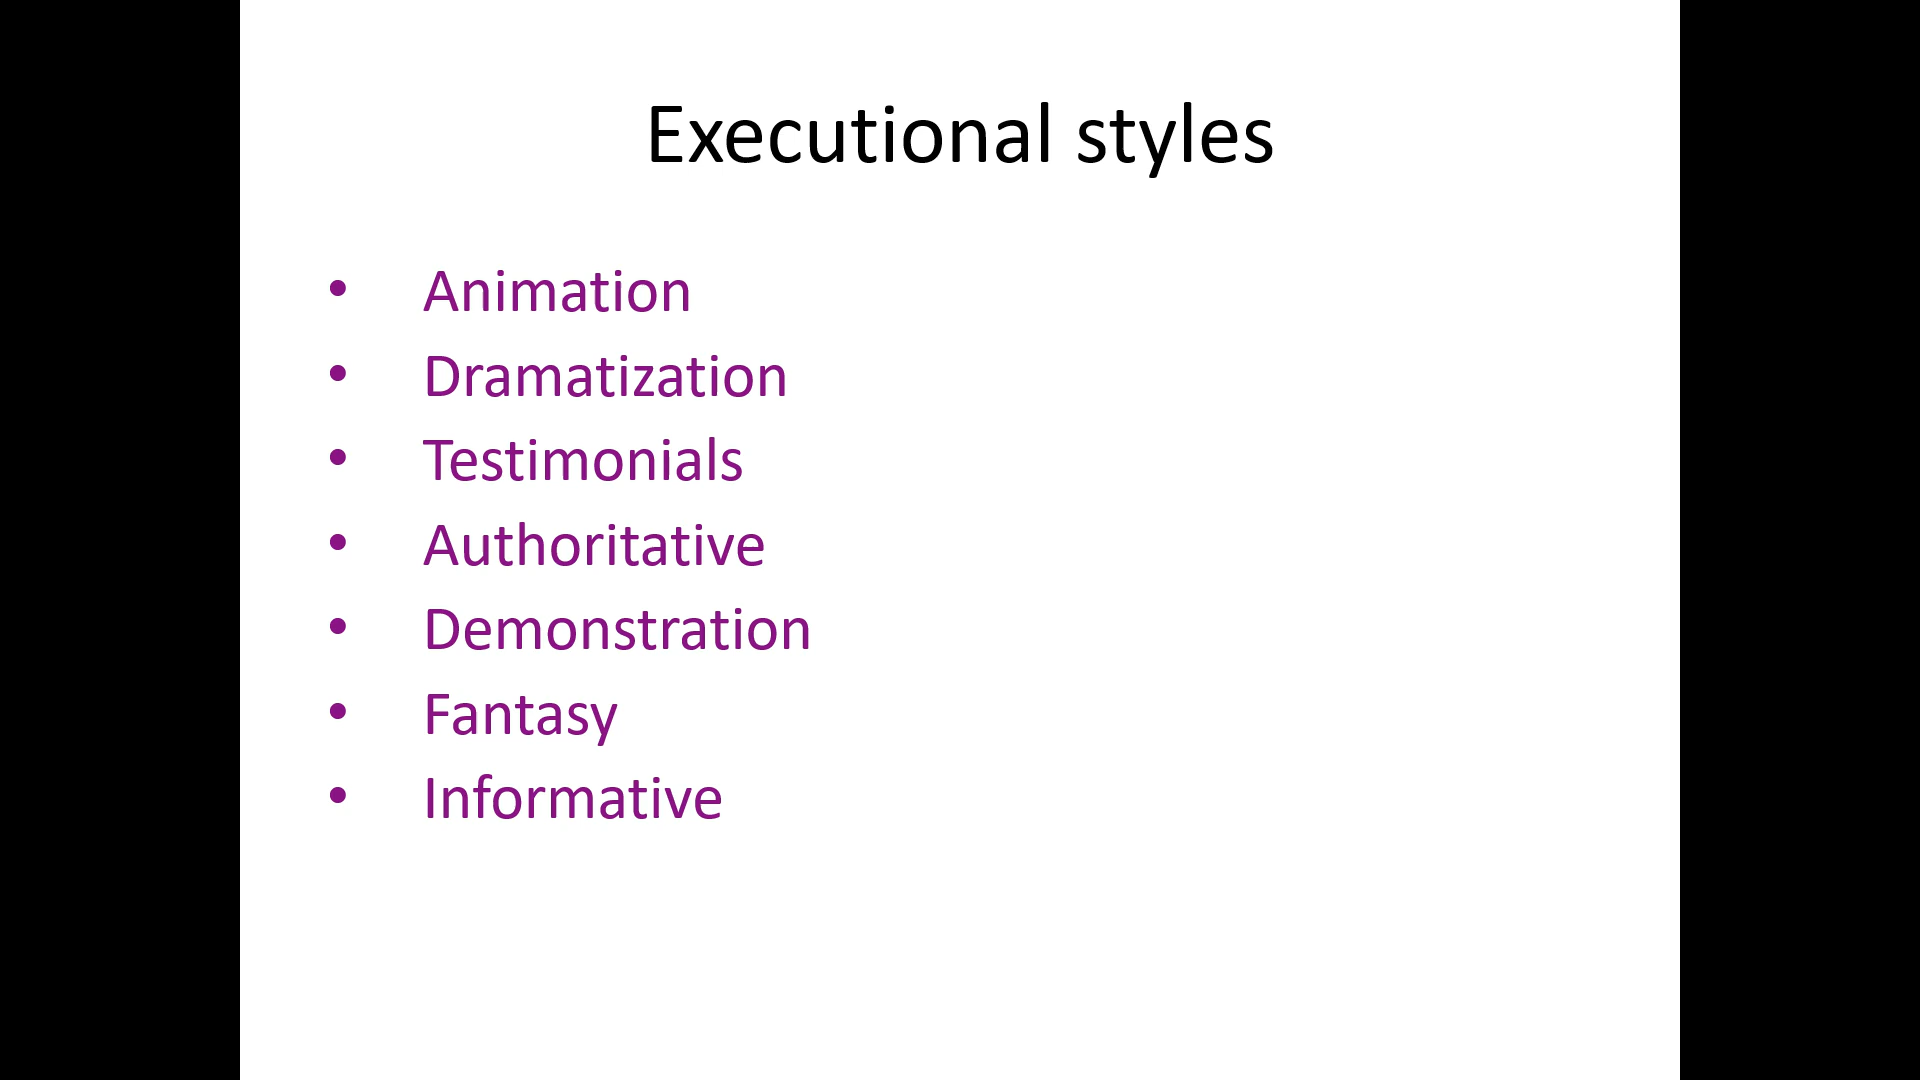 Executional styles
• Animation
• Dramatization
• Testimonials
• Authoritative
• Demonstration
• Fantasy
• Informative